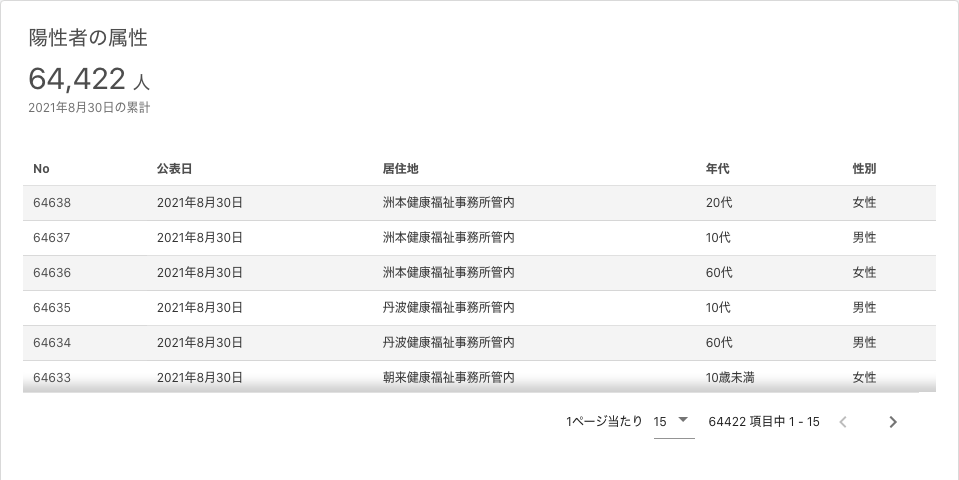 陽性者の属性
64,422 人
2021年8月30日の累計
No 公表日 居住地 年代 性別
64638 2021年8月30日 洲本健康福祉事務所管内 20代 女性
64637 2021年8月30日 洲本健康福祉事務所管内 10代 男性
64636 2021年8月30日 洲本健康福祉事務所管内 60代 女性
64635 2021年8月30日 丹波健康福祉事務所管内 10代 男性
64634 2021年8月30日 丹波健康福祉事務所管内 60代 男性
64633 2021年8月30日 朝来健康福祉事務所管内 10歳未満 女性
1ページ当たり 15 64422 項目中 1 - 15